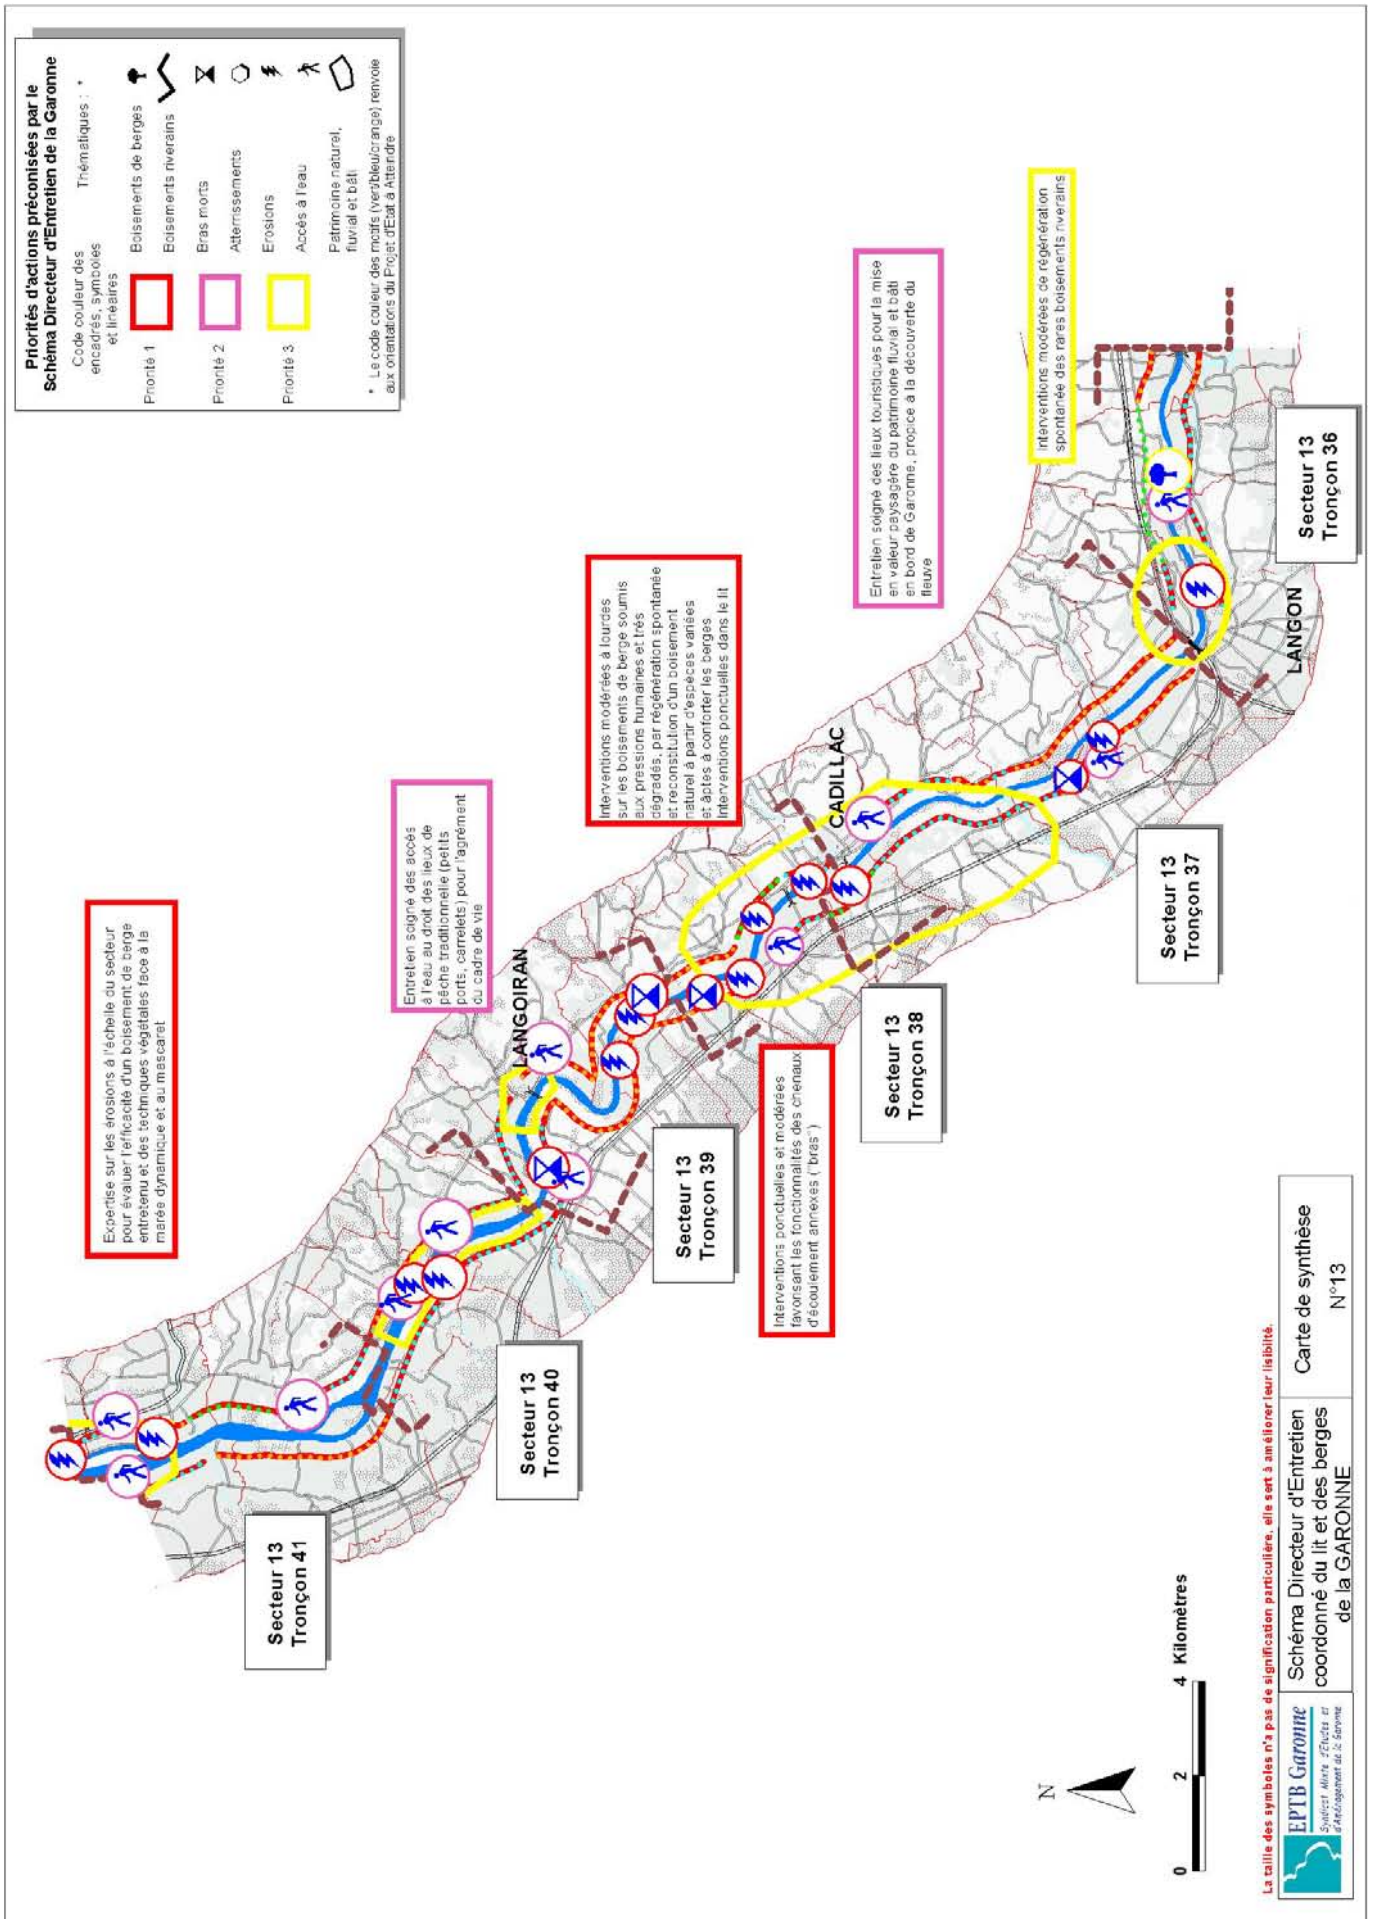 Priorités d'actions préconisées par le
Schéma Directeur d'Entretien de la Garonne
Code couleur des
encadrés, symboles
et linéaires
Thématiques : *
Priorité 1
Priorité 2
Priorité 3
Boisements de berges
Boisements riverains
Bras morts
Atterrissements
Erosions
Accès à l'eau
Patrimoine naturel,
fluvial et bâti
* Le code couleur des motifs (vert/bleu/orange) renvoie
aux orientations du Projet d'Etat à Atteindre
Expertise sur les érosions à l'échelle du secteur
pour évaluer l'efficacité d'un boisement de berge
entretenu et des techniques végétales face à la
marée dynamique et au mascaret
Entretien soigné des accès
à l'eau au droit des lieux de
pêche traditionnelle (petits
ports, carrelets) pour l'agrément
du cadre de vie
Interventions modérées à lourdes
sur les boisements de berge soumis
aux pressions humaines et très
dégradés, par régénération spontanée
et reconstitution d'un boisement
naturel à partir d'espèces variées
et âptes à conforter les berges
Interventions ponctuelles dans le lit
Entretien soigné des lieux touristiques pour la mise
en valeur paysagère du patrimoine fluvial et bâti
en bord de Garonne, propice à la découverte du
fleuve
Interventions modérées de régénération
spontanée des rares boisements riverains
LANGOIRAN
CADILLAC
LANGON
Interventions ponctuelles et modérées
favorisant les fonctionnalités des chenaux
d'écoulement annexes ("bras")
Secteur 13
Tronçon 41
Secteur 13
Tronçon 40
Secteur 13
Tronçon 39
Secteur 13
Tronçon 38
Secteur 13
Tronçon 37
Secteur 13
Tronçon 36
N
0 2 4 Kilomètres
La taille des symboles n'a pas de signification particulière, elle sert à améliorer leur lisibilité.
EPTB Garonne
Syndicat Mixte d'Etudes et
d'Aménagement de la Garonne
Schéma Directeur d'Entretien
coordonné du lit et des berges
de la GARONNE
Carte de synthèse
N°13